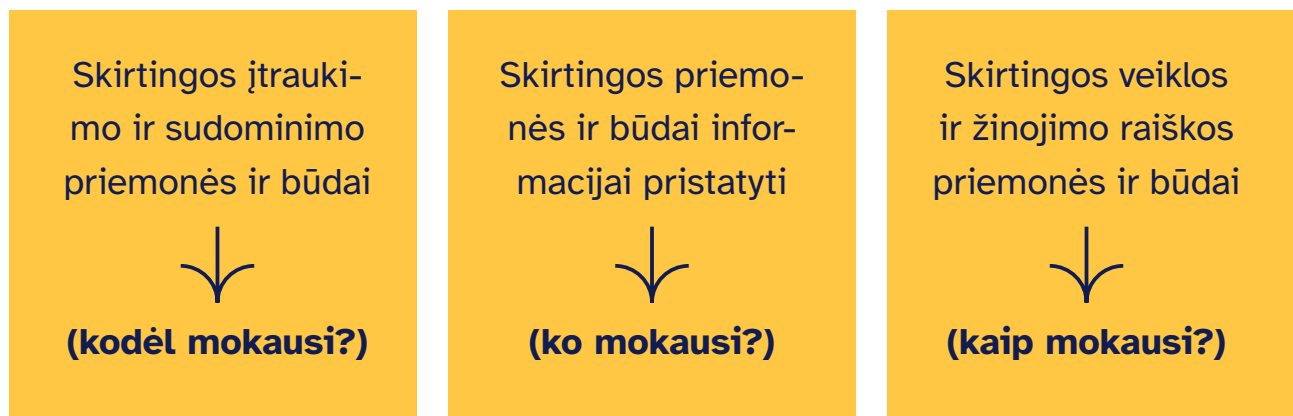 Skirtingos įtrauki-
mo ir sudominimo
priemonės ir būdai
(kodėl mokausi?)
Skirtingos priemo-
nės ir būdai infor-
macijai pristatyti
(ko mokausi?)
Skirtingos veiklos
ir žinojimo raiškos
priemonės ir būdai
(kaip mokausi?)